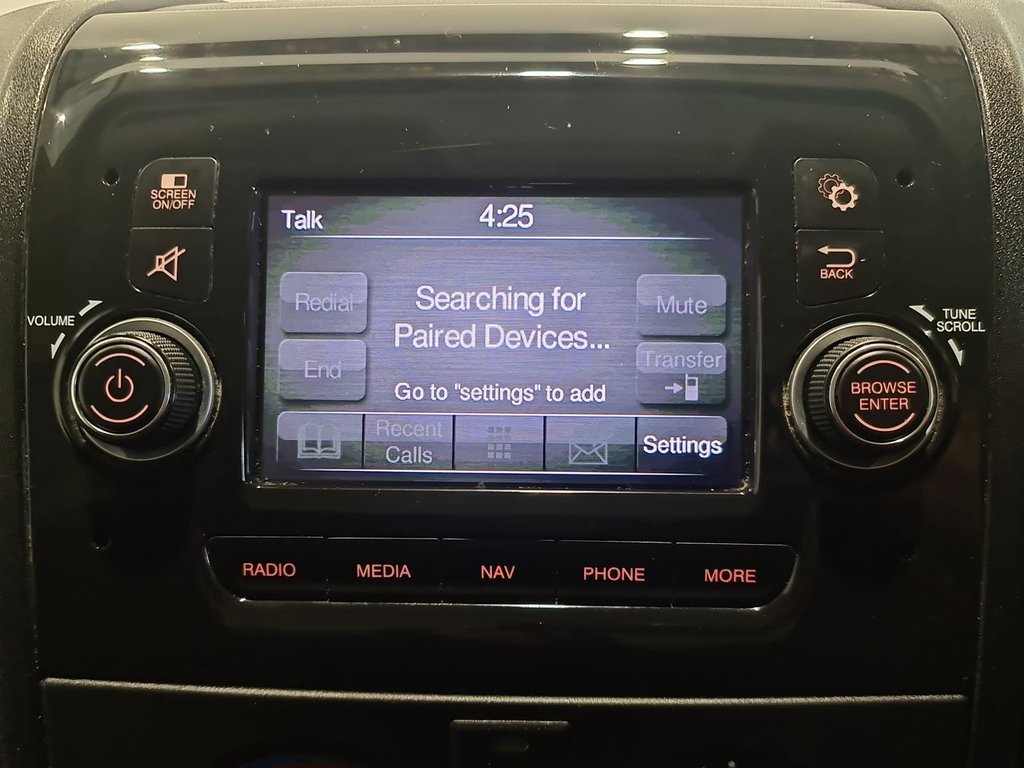 SCREEN
ON/OFF
VOLUME
Talk
4:25
Redial
Searching for
Paired Devices...
Mute
End
Transfer
Go to "settings" to add
Recent
Calls
Settings
BACK
TUNE
SCROLL
BROWSE
ENTER
RADIO
MEDIA
NAV
PHONE
MORE